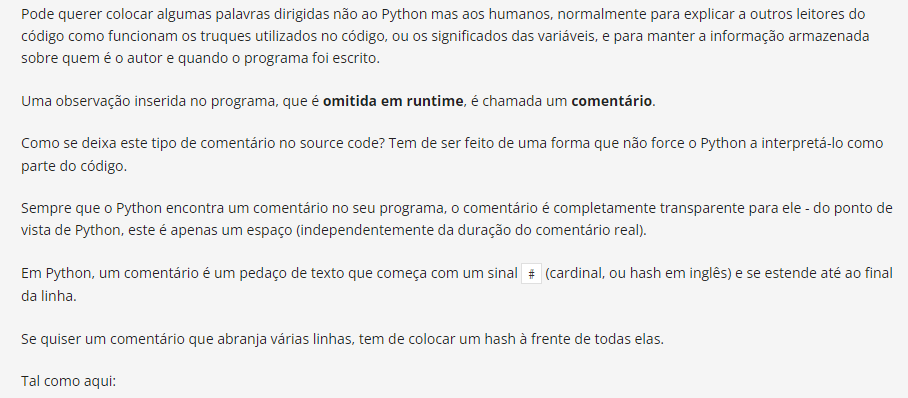 Pode querer colocar algumas palavras dirigidas não ao Python mas aos humanos, normalmente para explicar a outros leitores do
código como funcionam os truques utilizados no código, ou os significados das variáveis, e para manter a informação armazenada
sobre quem é o autor e quando o programa foi escrito.
Uma observação inserida no programa, que é omitida em runtime, é chamada um comentário.
Como se deixa este tipo de comentário no source code? Tem de ser feito de uma forma que não force o Python a interpretá-lo como
parte do código.
Sempre que o Python encontra um comentário no seu programa, o comentário é completamente transparente para ele - do ponto de
vista de Python, este é apenas um espaço (independentemente da duração do comentário real).
Em Python, um comentário é um pedaço de texto que começa com um sinal # (cardinal, ou hash em inglês) e se estende até ao final
da linha.
Se quiser um comentário que abranja várias linhas, tem de colocar um hash à frente de todas elas.
Tal como aqui: